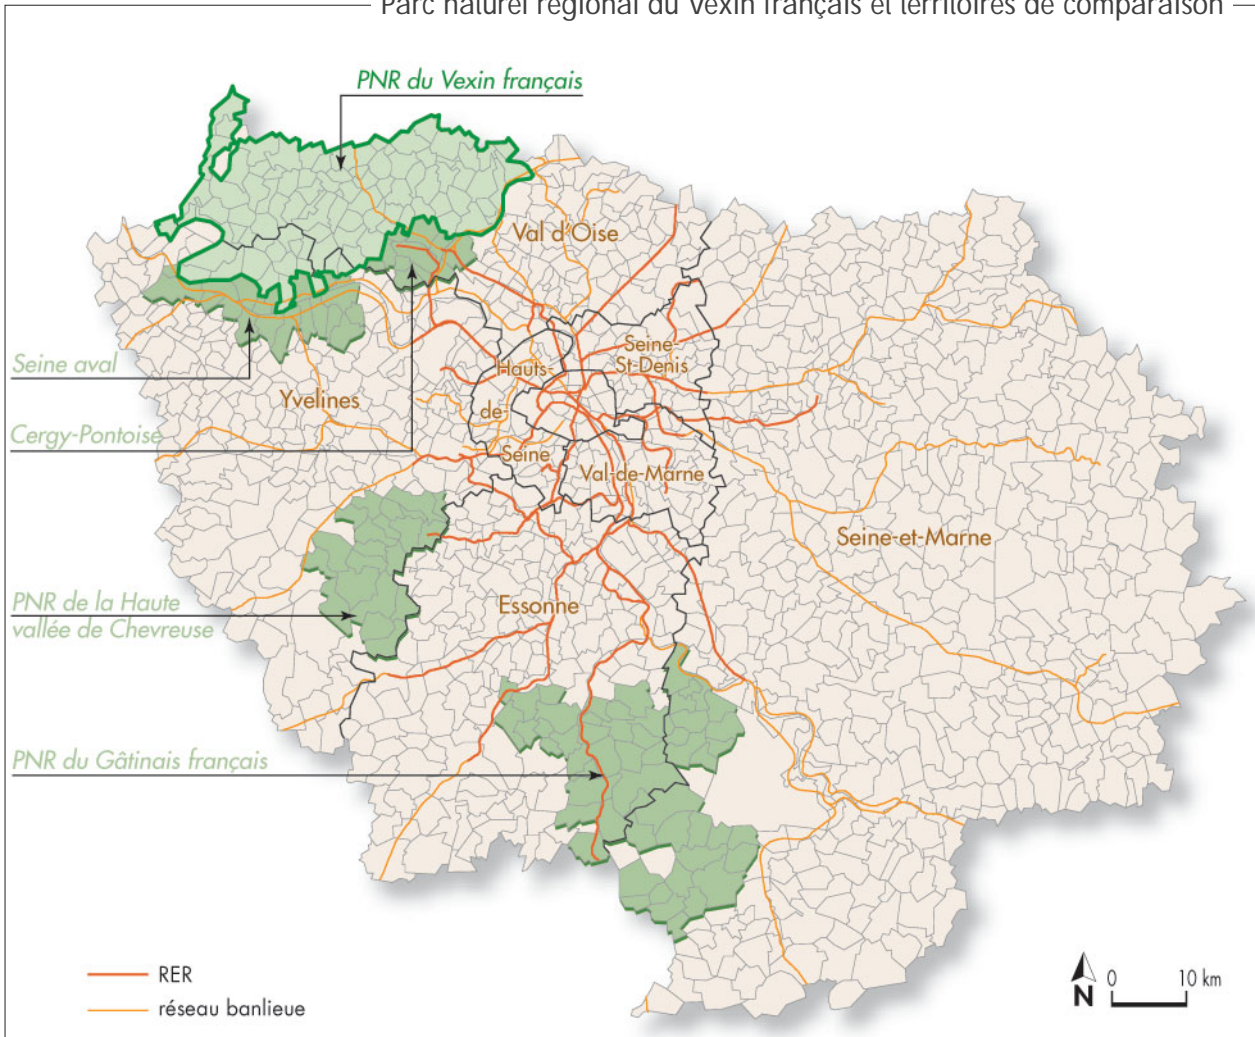 Parc naturel régional du Vexin français et territoires de comparaison
PNR du Vexin français
Val d'Oise
Seine aval
Seine-
St-Denis
Hauts-
Yvelines
de-
Cergy-Pontoise
Seine
Val-de-Marne
Seine-et-Marne
PNR de la Haute
vallée de Chevreuse
Essonne
PNR du Gâtinais français
RER
réseau banlieue
N
0 10 km